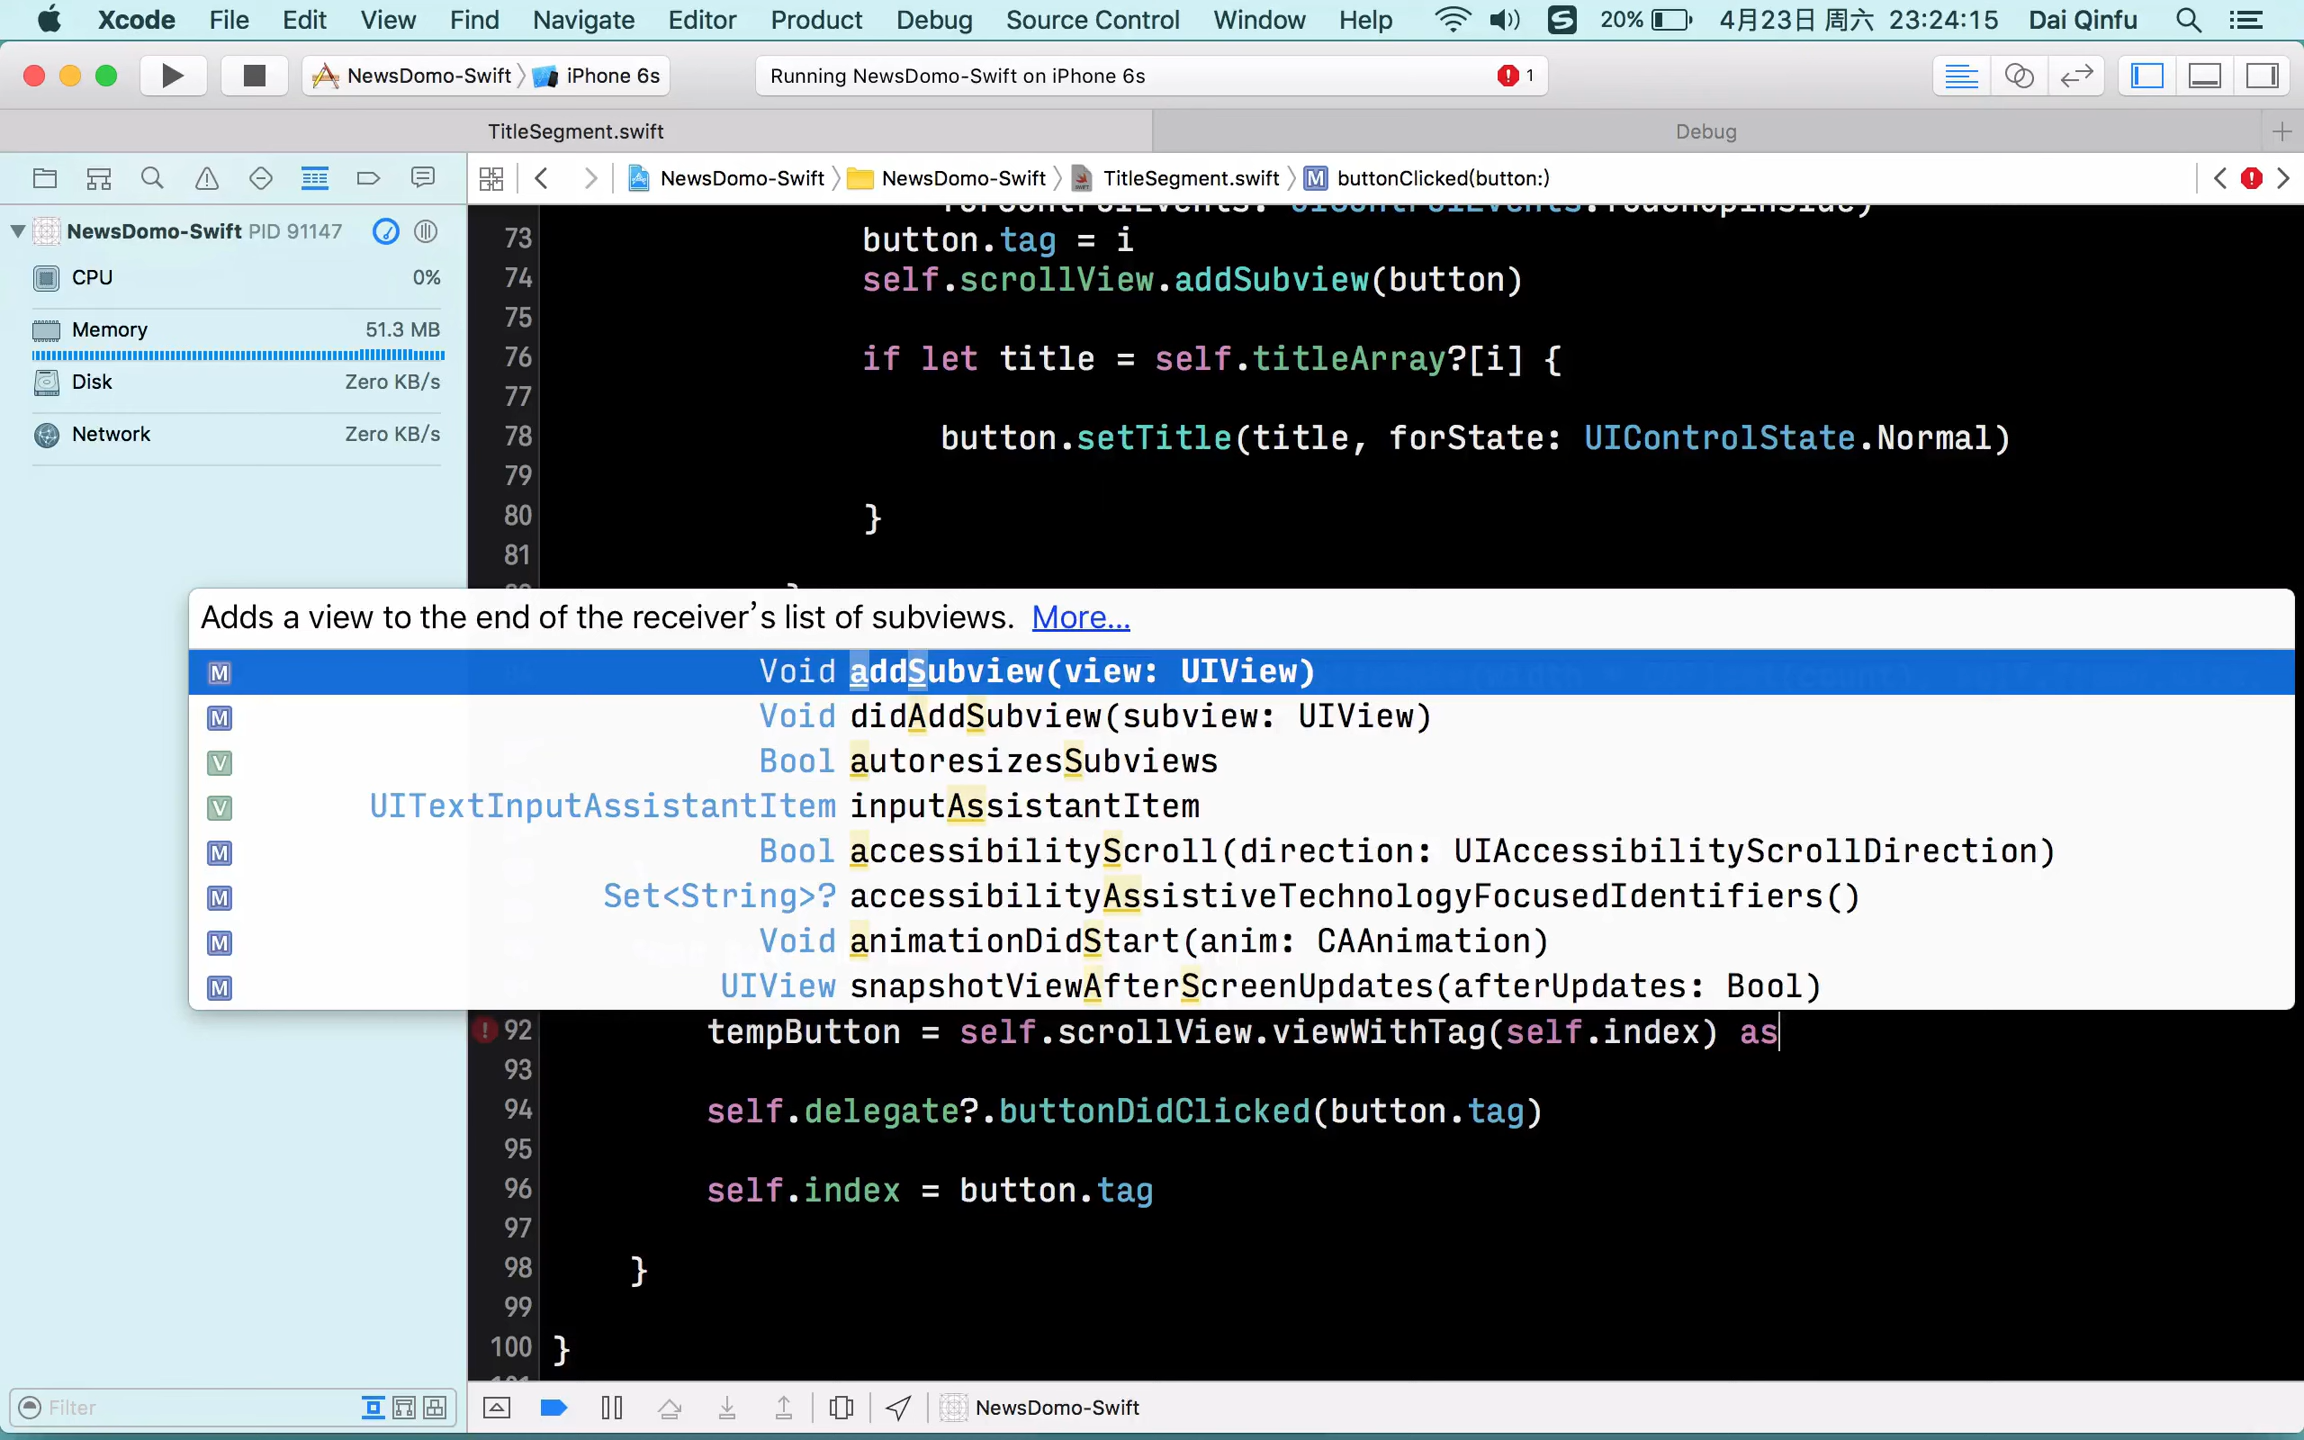 Xcode File Edit View Find Navigate Editor Product Debug Source Control Window Help 20% 4月23日 周六 23:24:15 Dai Qinfu
NewsDomo-Swift iPhone 6s Running NewsDomo-Swift on iPhone 6s 1
TitleSegment.swift Debug
NewsDomo-Swift NewsDomo-Swift TitleSegment.swift M buttonClicked(button:)
NewsDomo-Swift PID 91147
CPU 0%
Memory 51.3 MB
Disk Zero KB/s
Network Zero KB/s
73 button.tag = i
74 self.scrollView.addSubview(button)
75
76 if let title = self.titleArray?[i] {
77
78 button.setTitle(title, forState: UIControlState.Normal)
79
80 }
81
Adds a view to the end of the receiver's list of subviews. More...
M Void addSubview(view: UIView)
M Void didAddSubview(subview: UIView)
V Bool autoresizesSubviews
V UITextInputAssistantItem inputAssistantItem
M Bool accessibilityScroll(direction: UIAccessibilityScrollDirection)
M Set<String>? accessibilityAssistiveTechnologyFocusedIdentifiers()
M Void animationDidStart(anim: CAAnimation)
M UIView snapshotViewAfterScreenUpdates(afterUpdates: Bool)
92 tempButton = self.scrollView.viewWithTag(self.index) as
93
94 self.delegate?.buttonDidClicked(button.tag)
95
96 self.index = button.tag
97
98 }
99
100 }
Filter NewsDomo-Swift